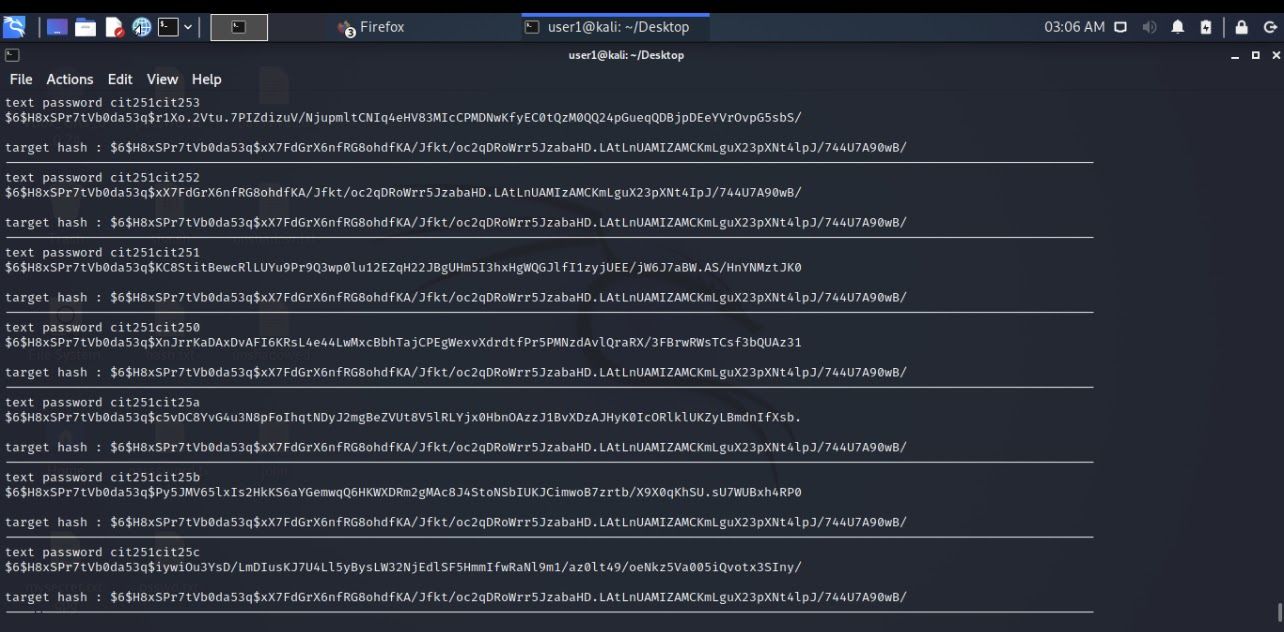 Firefox
user1@kali: ~/Desktop
03:06 AM
user1@kali: ~/Desktop
File Actions Edit View Help
text password cit251cit253
$6$H8xSPr7tVb0da53q$r1Xo.2Vtu.7PIZdizuV/NjupmltCNIq4eHV83MIcCPMDNwKfyEC0tQzM0QQ24pGueqQDBjpDEeYVrOvpG5sbS/
target hash : $6$H8xSPr7tVb0da53q$xX7FdGrX6nfRG8ohdfKA/Jfkt/oc2qDRoWrr5JzabaHD.LAtLnUAMIZAMCKmLguX23pXNt4lpJ/744U7A90wB/
text password cit251cit252
$6$H8xSPr7tVb0da53q$xX7FdGrX6nfRG8ohdfKA/Jfkt/oc2qDRoWrr5JzabaHD.LAtLnUAMIzAMCKmLguX23pXNt4IpJ/744U7A90wB/
target hash : $6$H8xSPr7tVb0da53q$xX7FdGrX6nfRG8ohdfKA/Jfkt/oc2qDRoWrr5JzabaHD.LAtLnUAMIZAMCKmLguX23pXNt4lpJ/744U7A90wB/
text password cit251cit251
$6$H8xSPr7tVb0da53q$KC8StitBewcRlLUYu9Pr9Q3wp0lu12EZqH22JBgUHm5I3hxHgWQGJlfI1zyjUEE/jW6J7aBW.AS/HnYNMztJK0
target hash : $6$H8xSPr7tVb0da53q$xX7FdGrX6nfRG8ohdfKA/Jfkt/oc2qDRoWrr5JzabaHD.LAtLnUAMIZAMCKmLguX23pXNt4lpJ/744U7A90wB/
text password cit251cit250
$6$H8xSPr7tVb0da53q$XnJrrKaDAxDvAFI6KRsL4e44LwMxcBbhTajCPEgWexvXdrdtfPr5PMNzdAvlQraRX/3FBrwRWsTCsf3bQUAz31
target hash : $6$H8xSPr7tVb0da53q$xX7FdGrX6nfRG8ohdfKA/Jfkt/oc2qDRoWrr5JzabaHD.LAtLnUAMIZAMCKmLguX23pXNt4lpJ/744U7A90wB/
text password cit251cit25a
$6$H8xSPr7tVb0da53q$c5vDC8YvG4u3N8pFoIhqtNDyJ2mgBeZVUt8V5lRLYjx0HbnOAzzJ1BvXDzAJHyK0IcORlklUKZyLBmdnIfXsb.
target hash : $6$H8xSPr7tVb0da53q$xX7FdGrX6nfRG8ohdfKA/Jfkt/oc2qDRoWrr5JzabaHD.LAtLnUAMIZAMCKmLguX23pXNt4lpJ/744U7A90wB/
text password cit251cit25b
$6$H8xSPr7tVb0da53q$Py5JMV65lxIs2HkKS6aYGemwqQ6HKWXDRm2gMAc8J4StoNSbIUKJCimwoB7zrtb/X9X0qKhSU.sU7WUBxh4RP0
target hash : $6$H8xSPr7tVb0da53q$xX7FdGrX6nfRG8ohdfKA/Jfkt/oc2qDRoWrr5JzabaHD.LAtLnUAMIZAMCKmLguX23pXNt4lpJ/744U7A90wB/
text password cit251cit25c
$6$H8xSPr7tVb0da53q$iywiOu3YsD/LmDIusKJ7U4Ll5yBysLW32NjEdlSF5HmmIfwRaNl9m1/az0lt49/oeNkz5Va005iQvotx3SIny/
target hash : $6$H8xSPr7tVb0da53q$xX7FdGrX6nfRG8ohdfKA/Jfkt/oc2qDRoWrr5JzabaHD.LAtLnUAMIZAMCKmLguX23pXNt4lpJ/744U7A90wB/